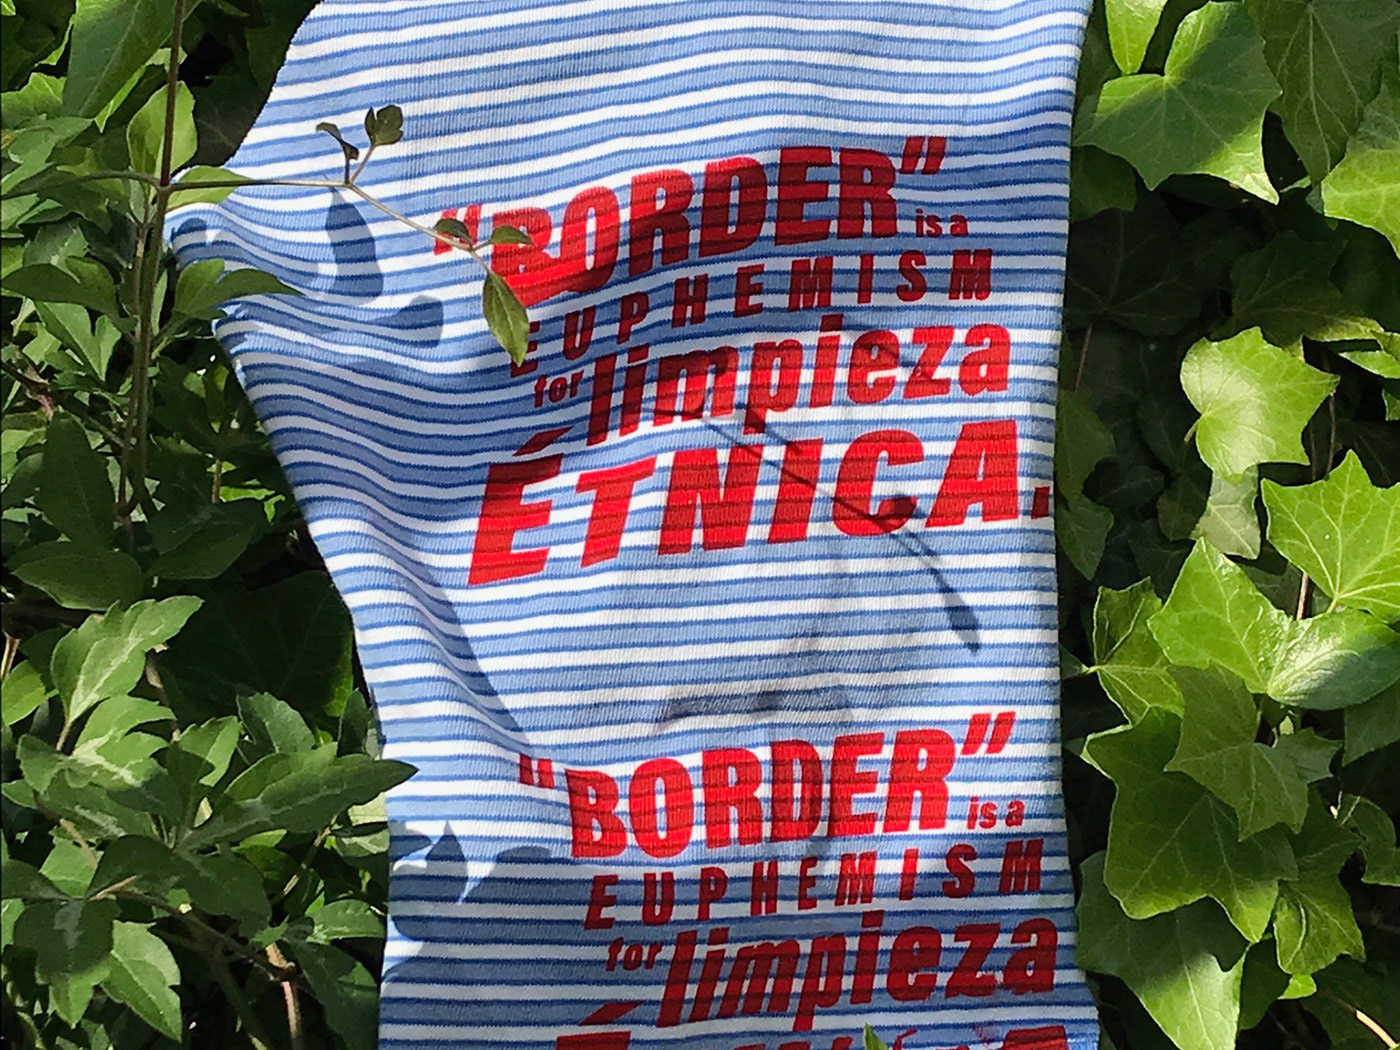 "BORDER" is a
EUPHEMISM
for limpieza
ÉTNICA.
"BORDER" is a
EUPHEMISM
for limpieza